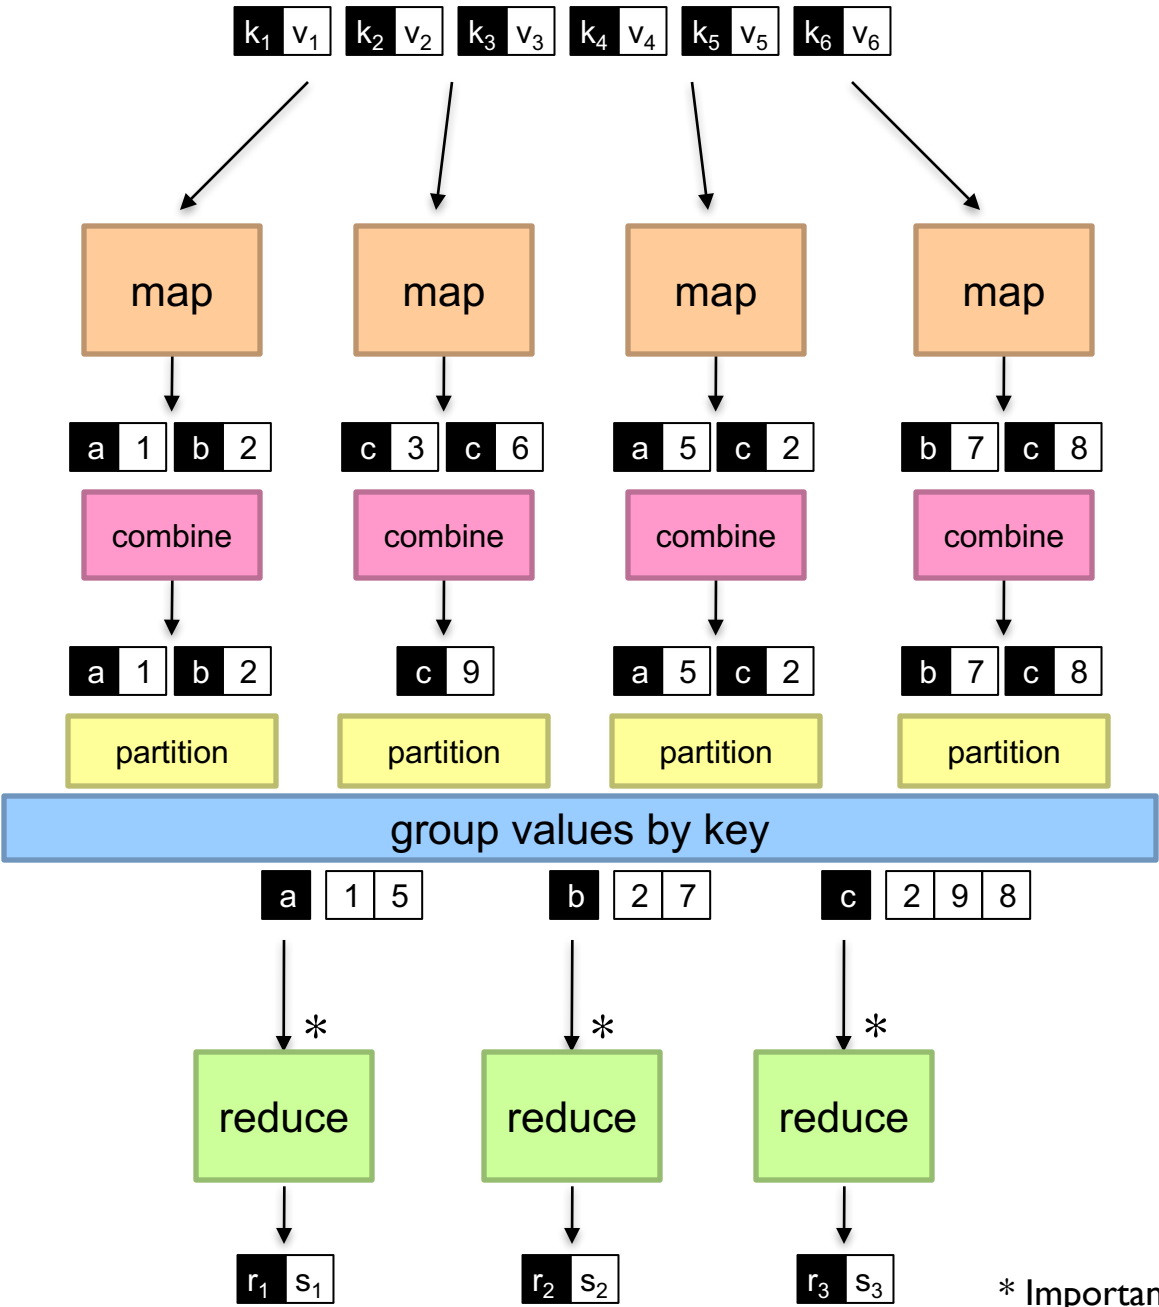 k₁ v₁ k₂ v₂ k₃ v₃ k₄ v₄ k₅ v₅ k₆ v₆
map map map map
a 1 b 2 c 3 c 6 a 5 c 2 b 7 c 8
combine combine combine combine
a 1 b 2 c 9 a 5 c 2 b 7 c 8
partition partition partition partition
group values by key
a 1 5 b 2 7 c 2 9 8
* * *
reduce reduce reduce
r₁ s₁ r₂ s₂ r₃ s₃
* Importan